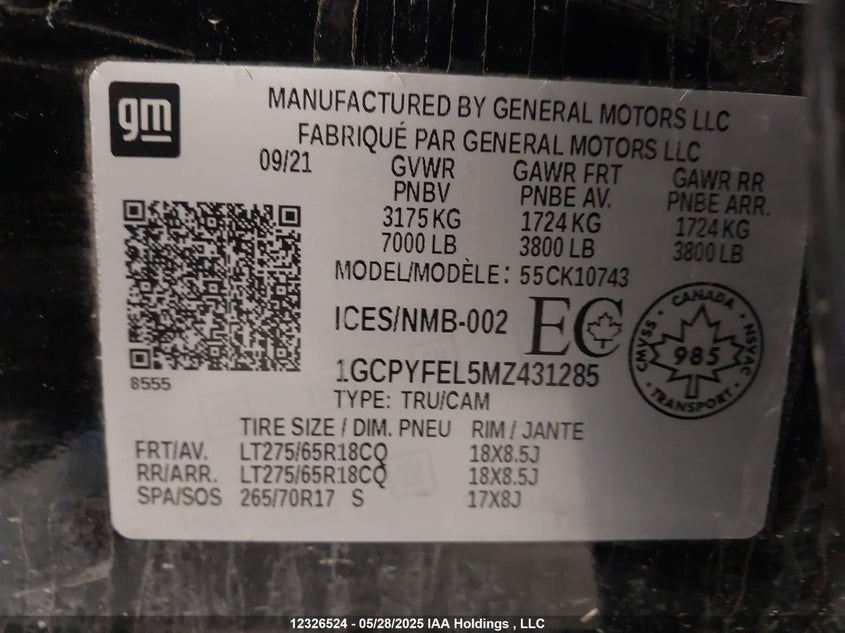 gm
MANUFACTURED BY GENERAL MOTORS LLC
FABRIQUÉ PAR GENERAL MOTORS LLC
09/21 GVWR GAWR FRT GAWR RR
PNBV PNBE AV. PNBE ARR.
3175 KG 1724 KG 1724 KG
7000 LB 3800 LB 3800 LB
MODEL/MODÈLE: 55CK10743
ICES/NMB-002 EC
CANADA
CMVSS 985 NSVAC
TRANSPORT
8555
1GCPYFEL5MZ431285
TYPE: TRU/CAM
TIRE SIZE / DIM. PNEU RIM / JANTE
FRT/AV. LT275/65R18CQ 18X8.5J
RR/ARR. LT275/65R18CQ 18X8.5J
SPA/SOS 265/70R17 S 17X8J
12326524 - 05/28/2025 IAA Holdings , LLC